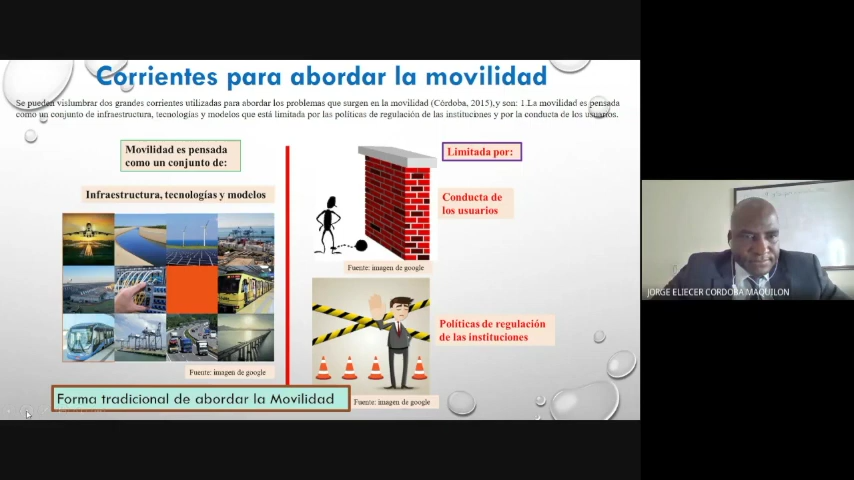 Corrientes para abordar la movilidad
Se pueden vislumbrar dos grandes corrientes utilizadas para abordar los problemas que surgen en la movilidad (Córdoba, 2015),y son: 1.La movilidad es pensada
como un conjunto de infraestructura, tecnologías y modelos que está limitada por las políticas de regulación de las instituciones y por la conducta de los usuarios.
Movilidad es pensada
como un conjunto de:
Infraestructura, tecnologías y modelos
Fuente: imagen de google
Forma tradicional de abordar la Movilidad
Limitada por:
Conducta de
los usuarios
Fuente: imagen de google
Políticas de regulación
de las instituciones
Fuente: imagen de google
JORGE ELIECER CORDOBA MAQUILON